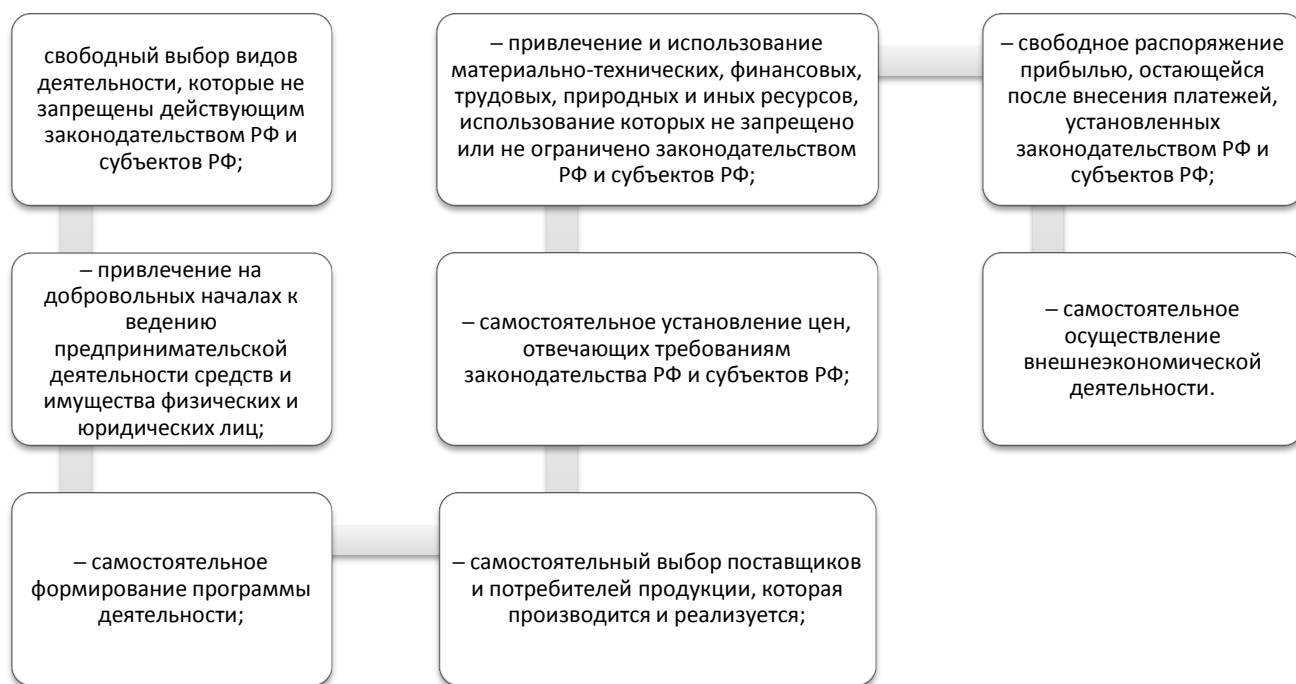 свободный выбор видов
деятельности, которые не
запрещены действующим
законодательством РФ и
субъектов РФ;
– привлечение на
добровольных началах к
ведению
предпринимательской
деятельности средств и
имущества физических и
юридических лиц;
– самостоятельное
формирование программы
деятельности;
– самостоятельный выбор поставщиков
и потребителей продукции, которая
производится и реализуется;
– самостоятельное установление цен,
отвечающих требованиям
законодательства РФ и субъектов РФ;
– привлечение и использование
материально-технических, финансовых,
трудовых, природных и иных ресурсов,
использование которых не запрещено
или не ограничено законодательством
РФ и субъектов РФ;
– свободное распоряжение
прибылью, остающейся
после внесения платежей,
установленных
законодательством РФ и
субъектов РФ;
– самостоятельное
осуществление
внешнеэкономической
деятельности.